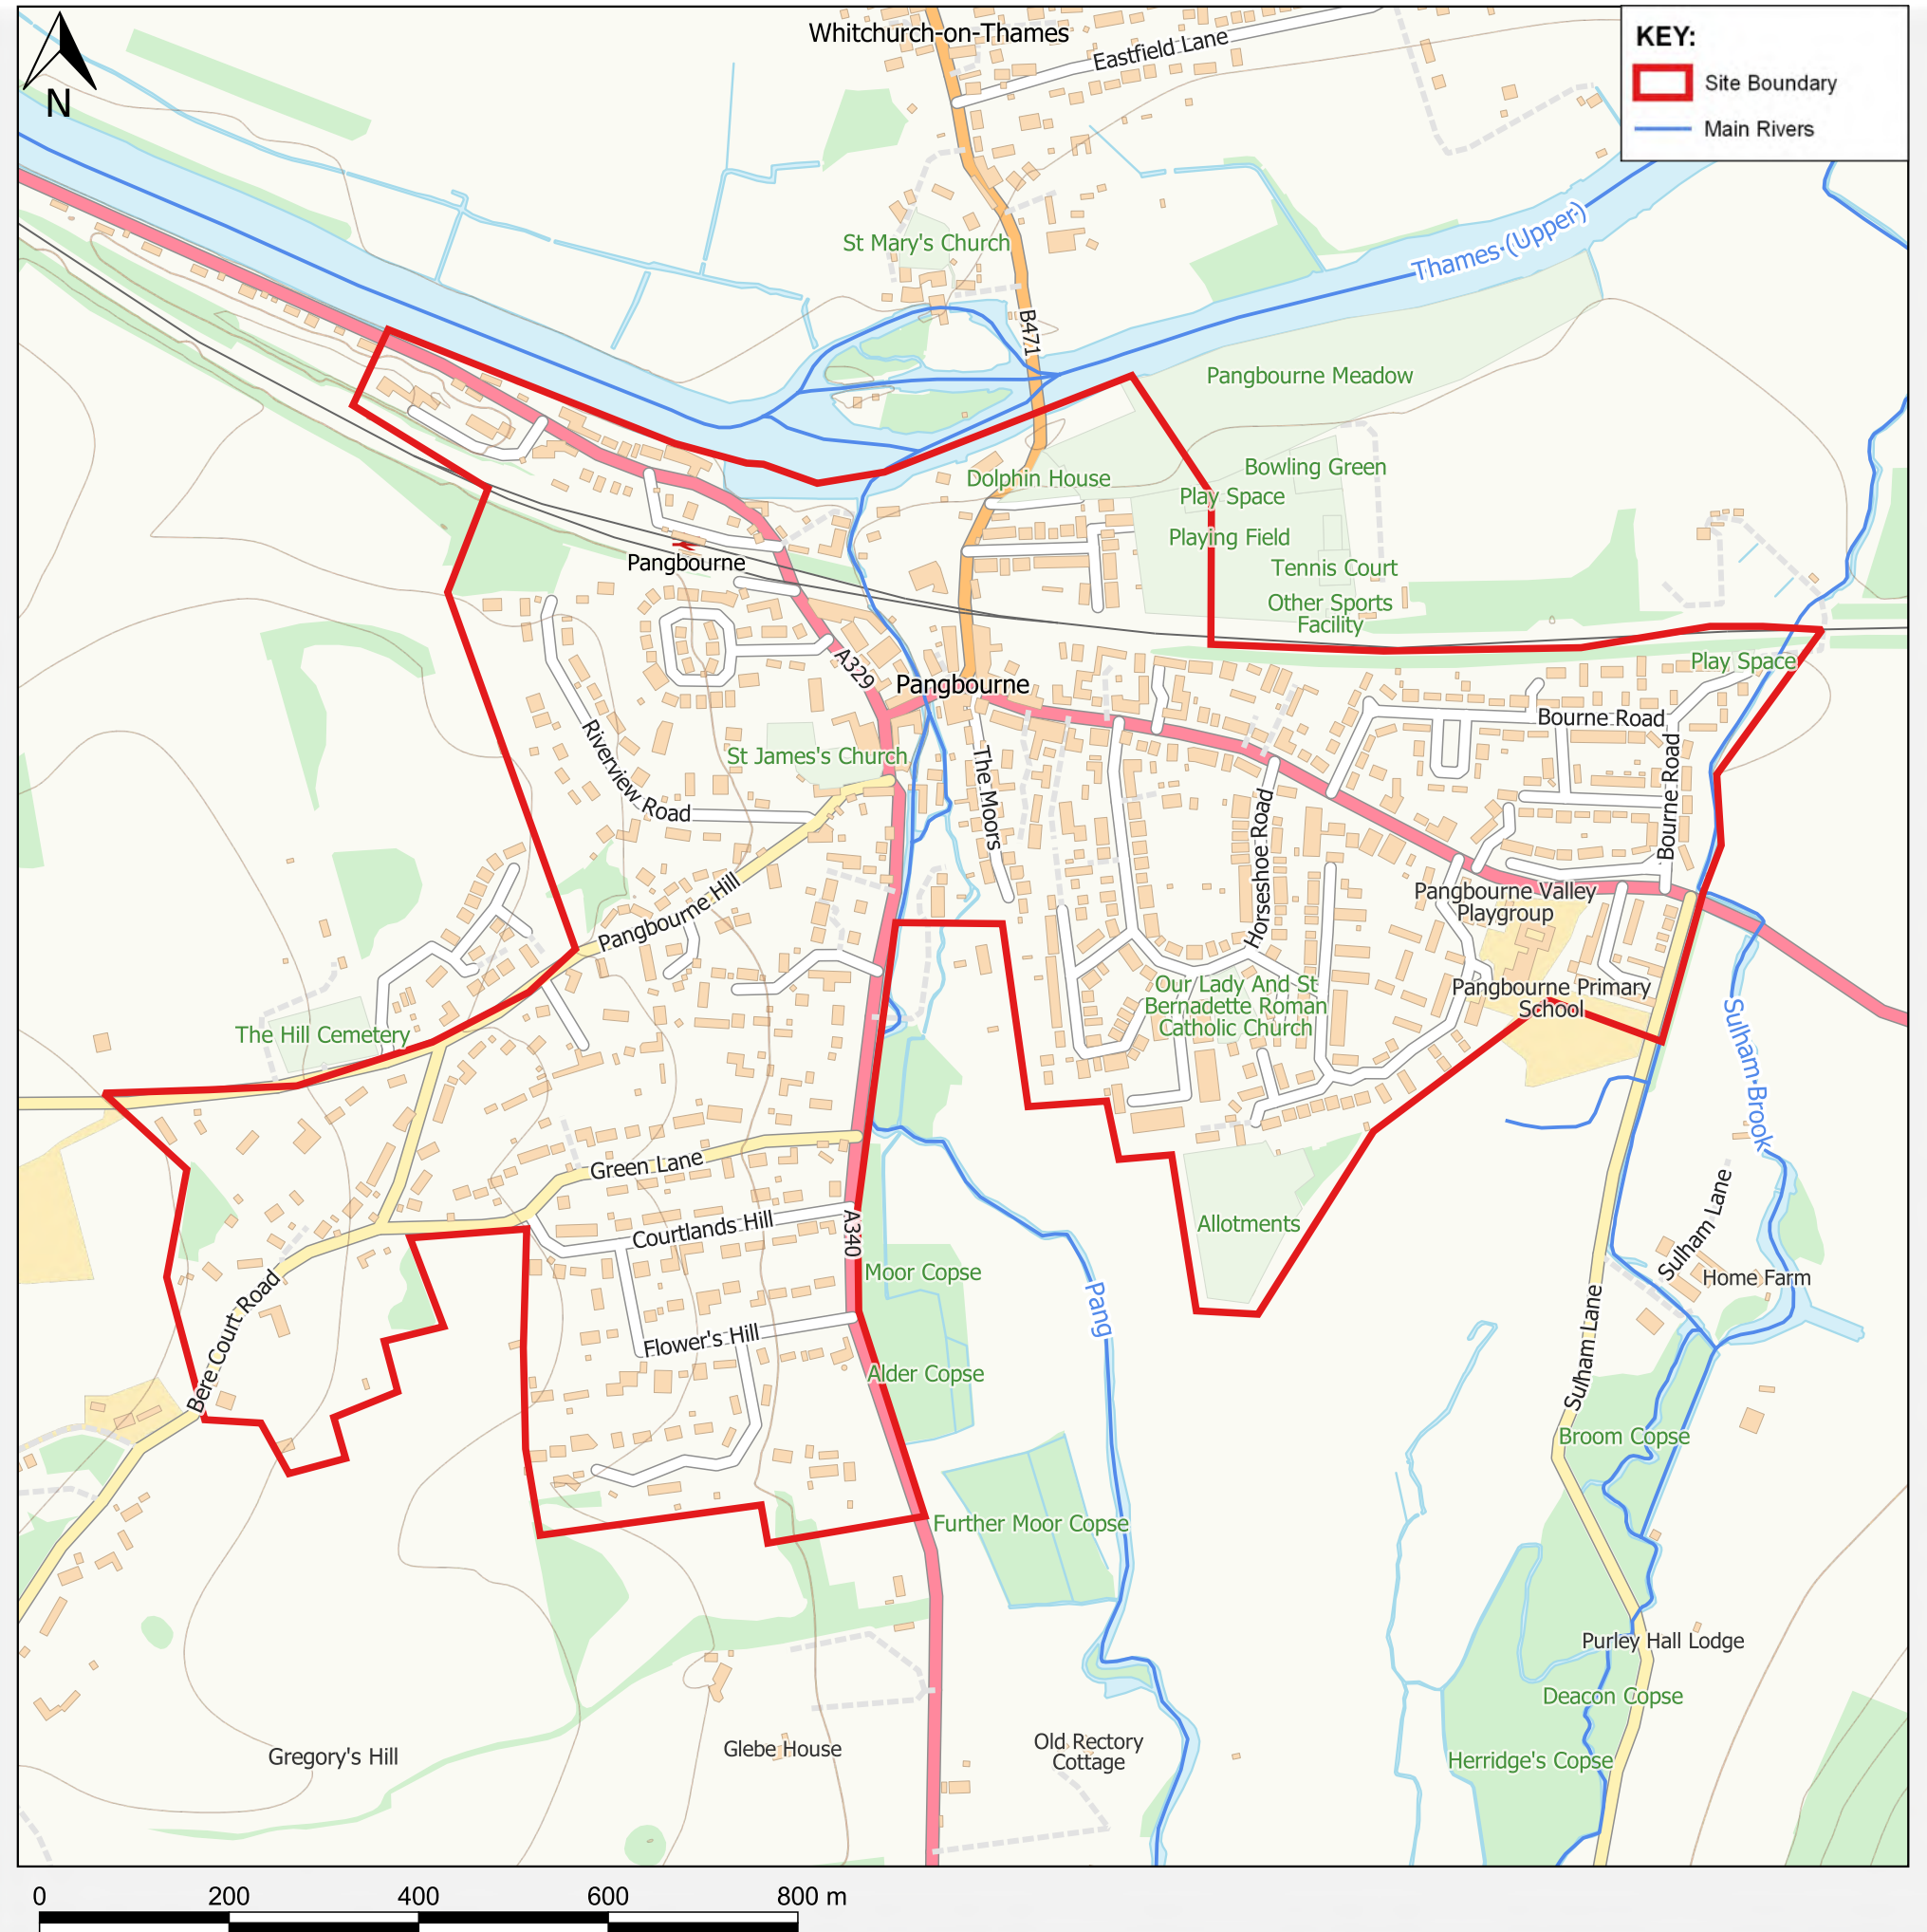 Whitchurch-on-Thames
Eastfield Lane
KEY:
Site Boundary
Main Rivers
N
St Mary's Church
Thames (Upper)
B471
Pangbourne Meadow
Bowling Green
Dolphin House
Play Space
Playing Field
Pangbourne
Tennis Court
Other Sports
Facility
A329
Pangbourne
Play Space
Bourne Road
Riverview Road
St James's Church
The Moors
Bourne Road
Horseshoe Road
Pangbourne Hill
Pangbourne Valley
Playgroup
Our Lady And St
Bernadette Roman
Catholic Church
Pangbourne Primary
School
The Hill Cemetery
Sulham Brook
Green Lane
Courtlands Hill
A340
Allotments
Sulham Lane
Moor Copse
Home Farm
Bere Court Road
Pang
Flower's Hill
Sulham Lane
Alder Copse
Broom Copse
Further Moor Copse
Purley Hall Lodge
Deacon Copse
Gregory's Hill
Glebe House
Old Rectory
Cottage
Herridge's Copse
0 200 400 600 800 m